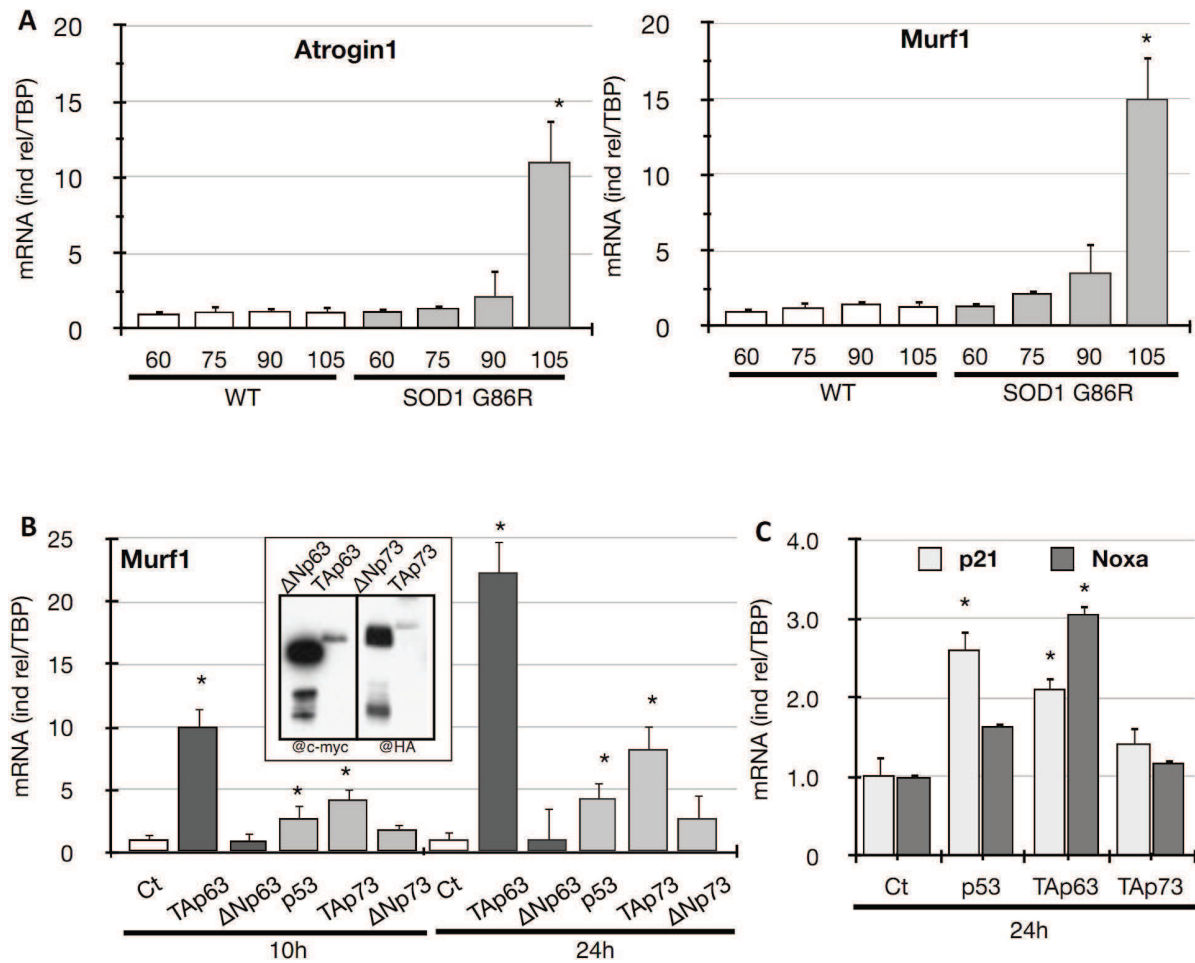 A
Atrogin1
mRNA (ind rel/TBP)
20
15
10
5
0
*
60 75 90 105 60 75 90 105
WT SOD1 G86R
Murf1
mRNA (ind rel/TBP)
20
15
10
5
0
*
60 75 90 105 60 75 90 105
WT SOD1 G86R
B
Murf1
mRNA (ind rel/TBP)
25
20
15
10
5
0
ΔNp63 TAp63 ΔNp73 TAp73
@c-myc @HA
* * * * * *
Ct TAp63 ΔNp63 p53 TAp73 ΔNp73 Ct TAp63 ΔNp63 p53 TAp73 ΔNp73
10h 24h
C
p21 Noxa
mRNA (ind rel/TBP)
4.0
3.0
2.0
1.0
0.0
* * *
Ct p53 TAp63 TAp73
24h